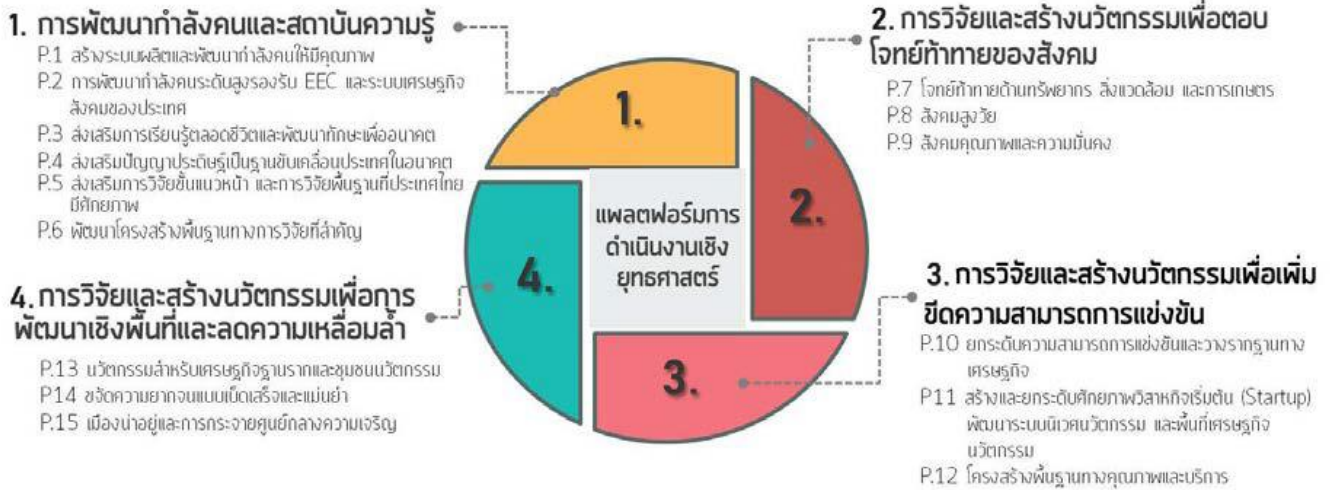 1. การพัฒนากำลังคนและสถาบันความรู้
P.1 สร้างระบบผลิตและพัฒนากำลังคนให้มีคุณภาพ
P.2 การพัฒนากำลังคนระดับสูงรองรับ EEC และระบบเศรษฐกิจ
สังคมของประเทศ
P.3 ส่งเสริมการเรียนรู้ตลอดชีวิตและพัฒนาทักษะเพื่ออนาคต
P.4 ส่งเสริมปัญญาประดิษฐ์เป็นฐานขับเคลื่อนประเทศในอนาคต
P.5 ส่งเสริมการวิจัยขั้นแนวหน้า และการวิจัยพื้นฐานที่ประเทศไทย
มีศักยภาพ
P.6 พัฒนาโครงสร้างพื้นฐานทางการวิจัยที่สำคัญ
2. การวิจัยและสร้างนวัตกรรมเพื่อตอบ
โจทย์ท้าทายของสังคม
P.7 โจทย์ท้าทายด้านทรัพยากร สิ่งแวดล้อม และการเกษตร
P.8 สังคมสูงวัย
P.9 สังคมคุณภาพและความมั่นคง
1.
2.
3.
4.
แพลตฟอร์มการ
ดำเนินงานเชิง
ยุทธศาสตร์
3. การวิจัยและสร้างนวัตกรรมเพื่อเพิ่ม
ขีดความสามารถการแข่งขัน
P.10 ยกระดับความสามารถการแข่งขันและวางรากฐานทาง
เศรษฐกิจ
P.11 สร้างและยกระดับศักยภาพวิสาหกิจเริ่มต้น (Startup)
พัฒนาระบบนิเวศนวัตกรรม และพื้นที่เศรษฐกิจ
นวัตกรรม
P.12 โครงสร้างพื้นฐานทางคุณภาพและบริการ
4. การวิจัยและสร้างนวัตกรรมเพื่อการ
พัฒนาเชิงพื้นที่และลดความเหลื่อมล้ำ
P.13 นวัตกรรมสำหรับเศรษฐกิจฐานรากและชุมชนนวัตกรรม
P.14 ขจัดความยากจนแบบเบ็ดเสร็จและแม่นยำ
P.15 เมืองน่าอยู่และการกระจายศูนย์กลางความเจริญ